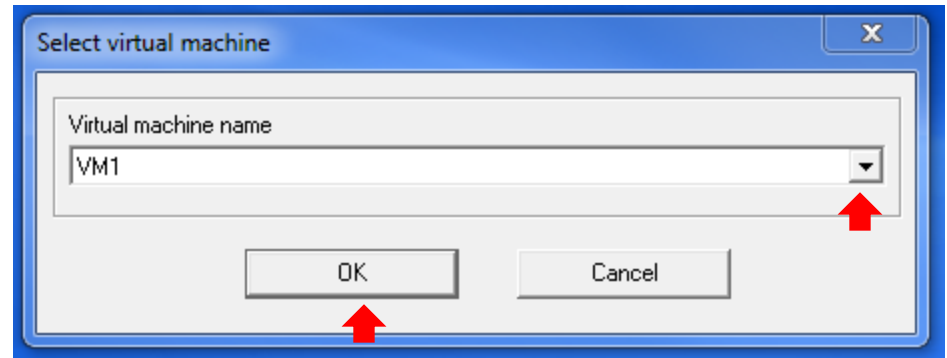 Select virtual machine
Virtual machine name
VM1
OK
Cancel